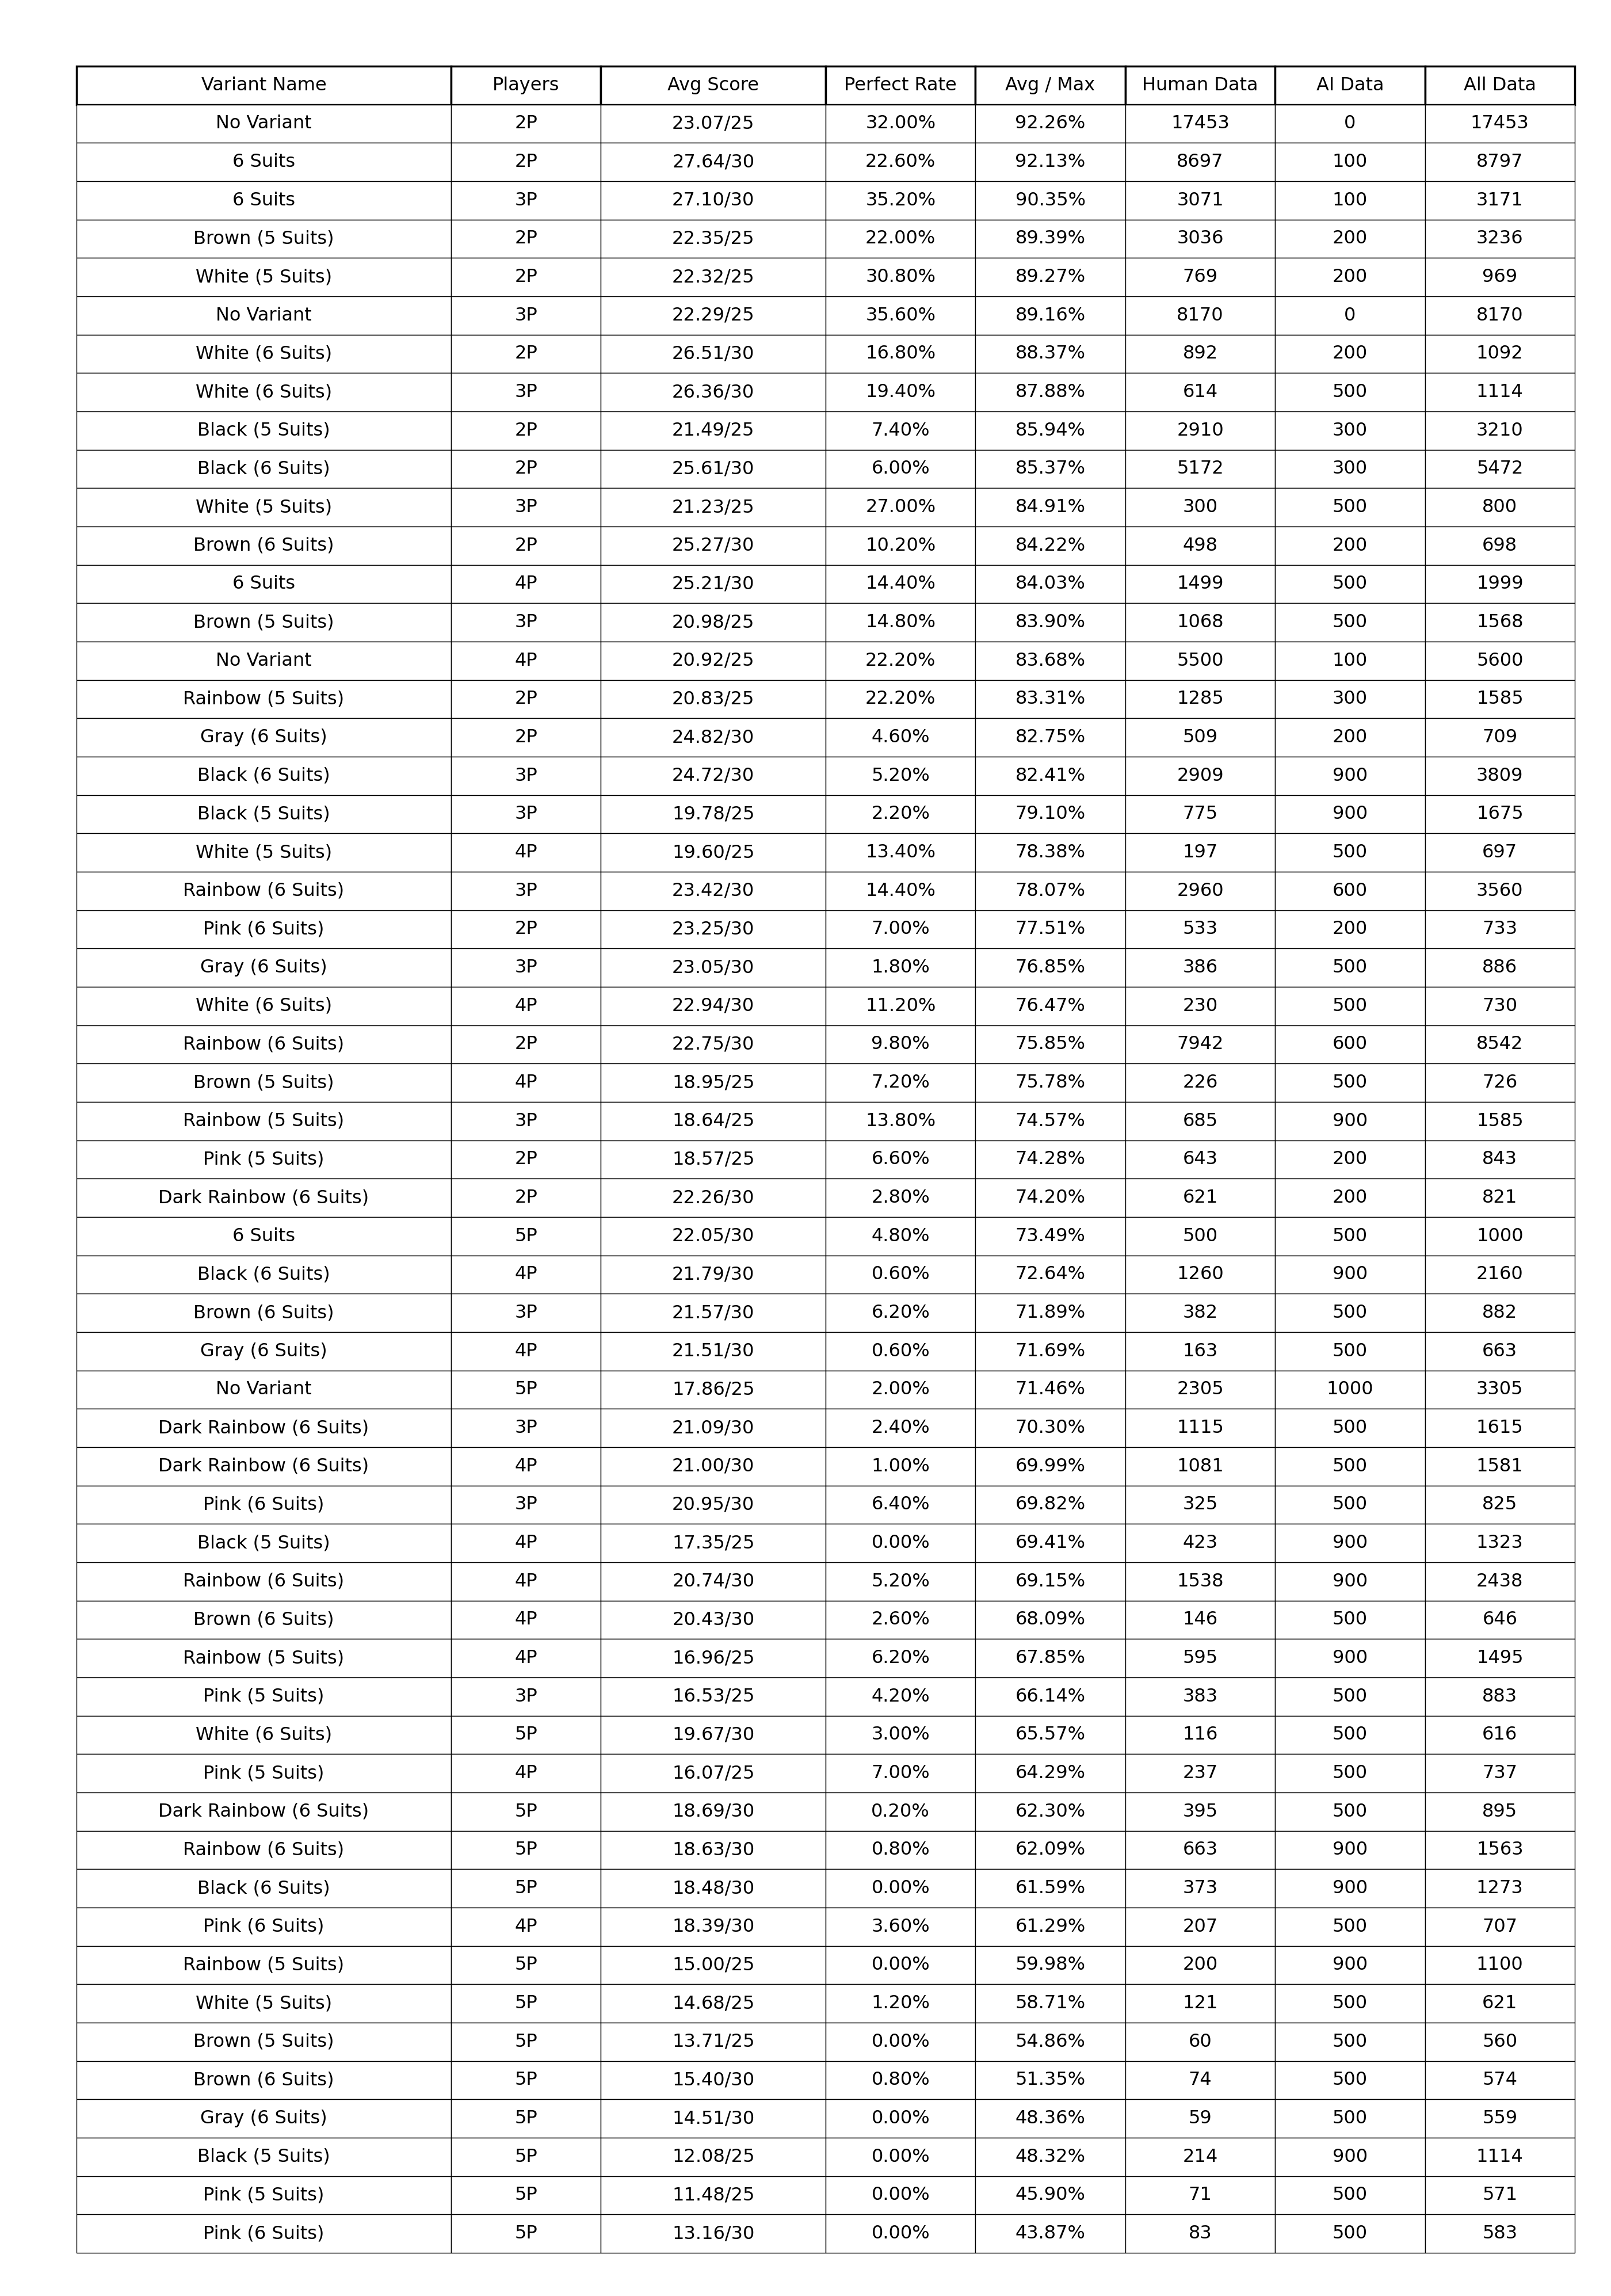 Variant Name Players Avg Score Perfect Rate Avg / Max Human Data AI Data All Data
No Variant 2P 23.07/25 32.00% 92.26% 17453 0 17453
6 Suits 2P 27.64/30 22.60% 92.13% 8697 100 8797
6 Suits 3P 27.10/30 35.20% 90.35% 3071 100 3171
Brown (5 Suits) 2P 22.35/25 22.00% 89.39% 3036 200 3236
White (5 Suits) 2P 22.32/25 30.80% 89.27% 769 200 969
No Variant 3P 22.29/25 35.60% 89.16% 8170 0 8170
White (6 Suits) 2P 26.51/30 16.80% 88.37% 892 200 1092
White (6 Suits) 3P 26.36/30 19.40% 87.88% 614 500 1114
Black (5 Suits) 2P 21.49/25 7.40% 85.94% 2910 300 3210
Black (6 Suits) 2P 25.61/30 6.00% 85.37% 5172 300 5472
White (5 Suits) 3P 21.23/25 27.00% 84.91% 300 500 800
Brown (6 Suits) 2P 25.27/30 10.20% 84.22% 498 200 698
6 Suits 4P 25.21/30 14.40% 84.03% 1499 500 1999
Brown (5 Suits) 3P 20.98/25 14.80% 83.90% 1068 500 1568
No Variant 4P 20.92/25 22.20% 83.68% 5500 100 5600
Rainbow (5 Suits) 2P 20.83/25 22.20% 83.31% 1285 300 1585
Gray (6 Suits) 2P 24.82/30 4.60% 82.75% 509 200 709
Black (6 Suits) 3P 24.72/30 5.20% 82.41% 2909 900 3809
Black (5 Suits) 3P 19.78/25 2.20% 79.10% 775 900 1675
White (5 Suits) 4P 19.60/25 13.40% 78.38% 197 500 697
Rainbow (6 Suits) 3P 23.42/30 14.40% 78.07% 2960 600 3560
Pink (6 Suits) 2P 23.25/30 7.00% 77.51% 533 200 733
Gray (6 Suits) 3P 23.05/30 1.80% 76.85% 386 500 886
White (6 Suits) 4P 22.94/30 11.20% 76.47% 230 500 730
Rainbow (6 Suits) 2P 22.75/30 9.80% 75.85% 7942 600 8542
Brown (5 Suits) 4P 18.95/25 7.20% 75.78% 226 500 726
Rainbow (5 Suits) 3P 18.64/25 13.80% 74.57% 685 900 1585
Pink (5 Suits) 2P 18.57/25 6.60% 74.28% 643 200 843
Dark Rainbow (6 Suits) 2P 22.26/30 2.80% 74.20% 621 200 821
6 Suits 5P 22.05/30 4.80% 73.49% 500 500 1000
Black (6 Suits) 4P 21.79/30 0.60% 72.64% 1260 900 2160
Brown (6 Suits) 3P 21.57/30 6.20% 71.89% 382 500 882
Gray (6 Suits) 4P 21.51/30 0.60% 71.69% 163 500 663
No Variant 5P 17.86/25 2.00% 71.46% 2305 1000 3305
Dark Rainbow (6 Suits) 3P 21.09/30 2.40% 70.30% 1115 500 1615
Dark Rainbow (6 Suits) 4P 21.00/30 1.00% 69.99% 1081 500 1581
Pink (6 Suits) 3P 20.95/30 6.40% 69.82% 325 500 825
Black (5 Suits) 4P 17.35/25 0.00% 69.41% 423 900 1323
Rainbow (6 Suits) 4P 20.74/30 5.20% 69.15% 1538 900 2438
Brown (6 Suits) 4P 20.43/30 2.60% 68.09% 146 500 646
Rainbow (5 Suits) 4P 16.96/25 6.20% 67.85% 595 900 1495
Pink (5 Suits) 3P 16.53/25 4.20% 66.14% 383 500 883
White (6 Suits) 5P 19.67/30 3.00% 65.57% 116 500 616
Pink (5 Suits) 4P 16.07/25 7.00% 64.29% 237 500 737
Dark Rainbow (6 Suits) 5P 18.69/30 0.20% 62.30% 395 500 895
Rainbow (6 Suits) 5P 18.63/30 0.80% 62.09% 663 900 1563
Black (6 Suits) 5P 18.48/30 0.00% 61.59% 373 900 1273
Pink (6 Suits) 4P 18.39/30 3.60% 61.29% 207 500 707
Rainbow (5 Suits) 5P 15.00/25 0.00% 59.98% 200 900 1100
White (5 Suits) 5P 14.68/25 1.20% 58.71% 121 500 621
Brown (5 Suits) 5P 13.71/25 0.00% 54.86% 60 500 560
Brown (6 Suits) 5P 15.40/30 0.80% 51.35% 74 500 574
Gray (6 Suits) 5P 14.51/30 0.00% 48.36% 59 500 559
Black (5 Suits) 5P 12.08/25 0.00% 48.32% 214 900 1114
Pink (5 Suits) 5P 11.48/25 0.00% 45.90% 71 500 571
Pink (6 Suits) 5P 13.16/30 0.00% 43.87% 83 500 583